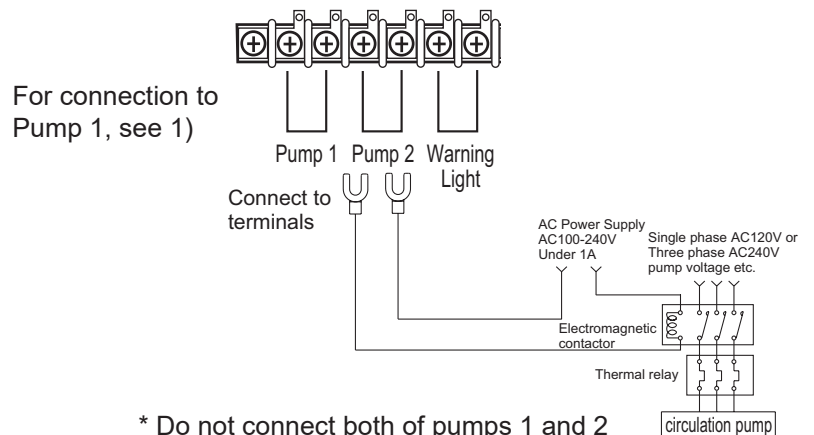 For connection to
Pump 1, see 1)
Pump 1 Pump 2 Warning
Light
Connect to
terminals
AC Power Supply
AC100-240V
Under 1A
Single phase AC120V or
Three phase AC240V
pump voltage etc.
Electromagnetic
contactor
Thermal relay
circulation pump
* Do not connect both of pumps 1 and 2